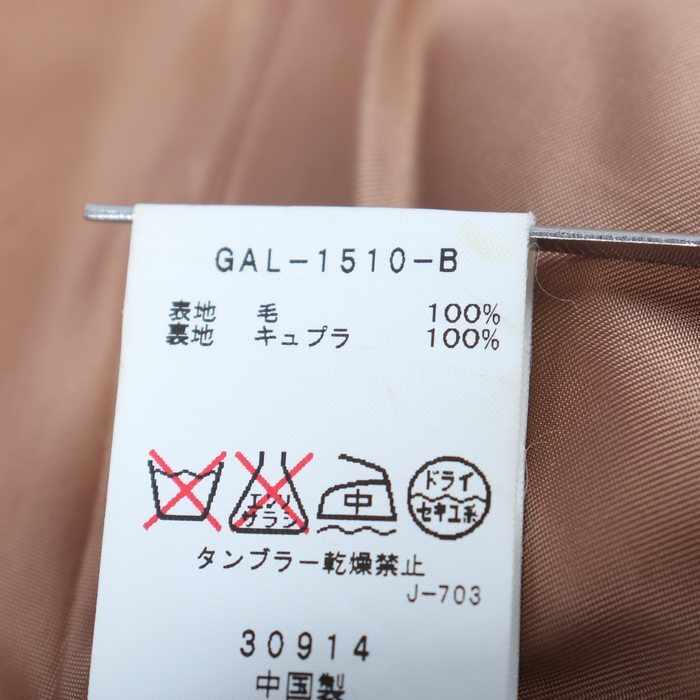 GAL-1510-B
表地 毛 100%
裏地 キュプラ 100%
エンソ サラシ
中
ドライ
セキユ系
タンブラー乾燥禁止
J-703
30914
中国製